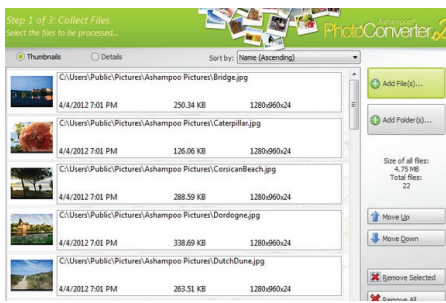 Step 1 of 3: Collect Files
Select the files to be processed...
Ashampoo®
PhotoConverter 2
Thumbnails
Details
Sort by:
Name (Ascending)
C:\Users\Public\Pictures\Ashampoo Pictures\Bridge.jpg
4/4/2012 7:01 PM 250.34 KB 1280x960x24
C:\Users\Public\Pictures\Ashampoo Pictures\Caterpillar.jpg
4/4/2012 7:01 PM 126.06 KB 1280x960x24
C:\Users\Public\Pictures\Ashampoo Pictures\CorsicanBeach.jpg
4/4/2012 7:01 PM 288.59 KB 1280x960x24
C:\Users\Public\Pictures\Ashampoo Pictures\Dordogne.jpg
4/4/2012 7:01 PM 338.69 KB 1280x960x24
C:\Users\Public\Pictures\Ashampoo Pictures\DutchDune.jpg
4/4/2012 7:01 PM 263.51 KB 1280x960x24
Add File(s)...
Add Folder(s)...
Size of all files:
4.75 MB
Total files:
22
Move Up
Move Down
Remove Selected
Remove All